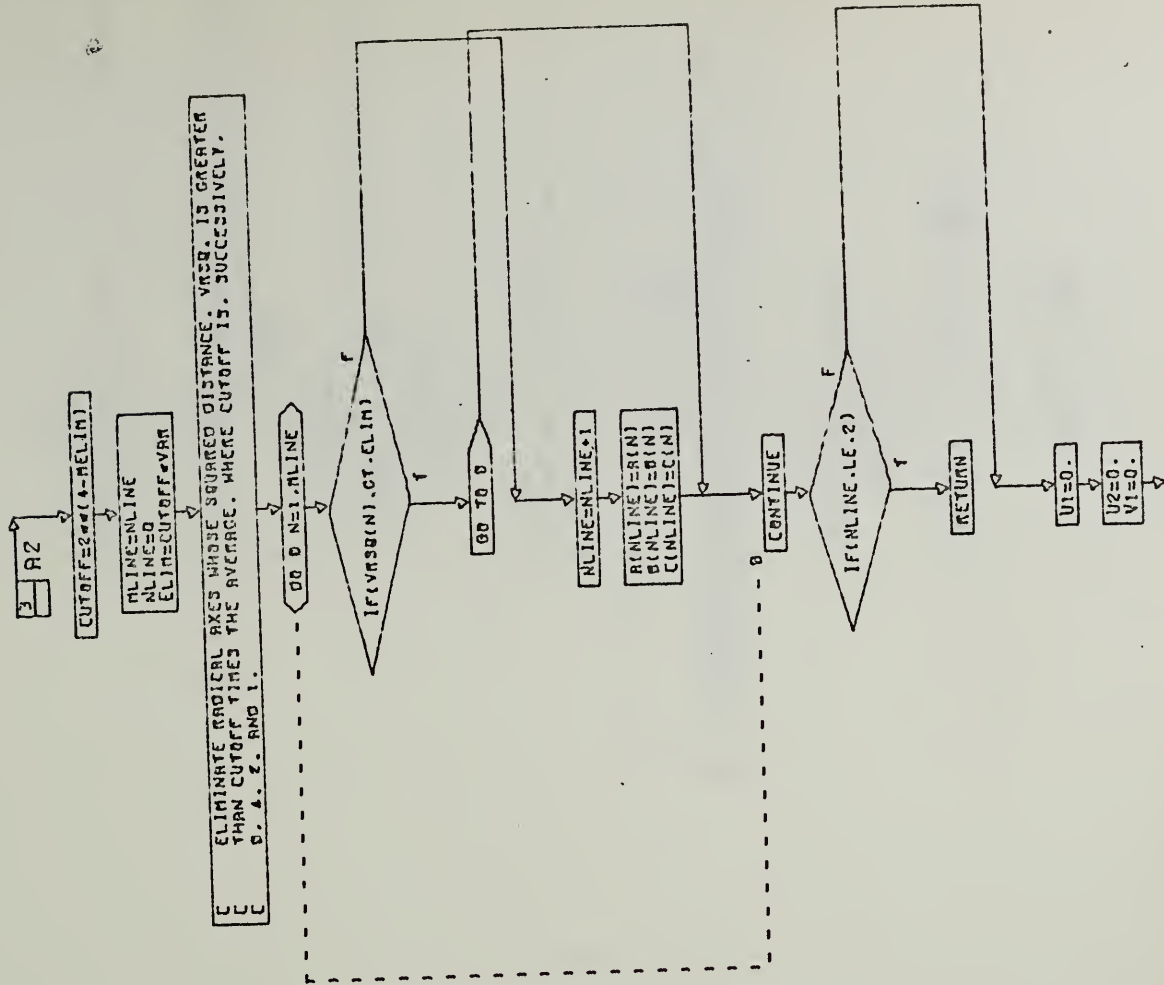 3 A2
CUTOFF=2**(4-MELIM)
MLINE=NLINE
NLINE=0
ELIM=CUTOFF*VAR
C ELIMINATE RADICAL AXES WHOSE SQUARED DISTANCE, VRSQ, IS GREATER
C THAN CUTOFF TIMES THE AVERAGE, WHERE CUTOFF IS, SUCCESSIVELY,
C 8, 4, 2, AND 1.
DO 8 N=1,MLINE
IF(VRSQ(N).GT.ELIM)
F
T
GO TO 8
NLINE=NLINE+1
A(NLINE)=A(N)
B(NLINE)=B(N)
C(NLINE)=C(N)
8
CONTINUE
IF(NLINE.LE.2)
F
T
RETURN
U1=0.
U2=0.
V1=0.